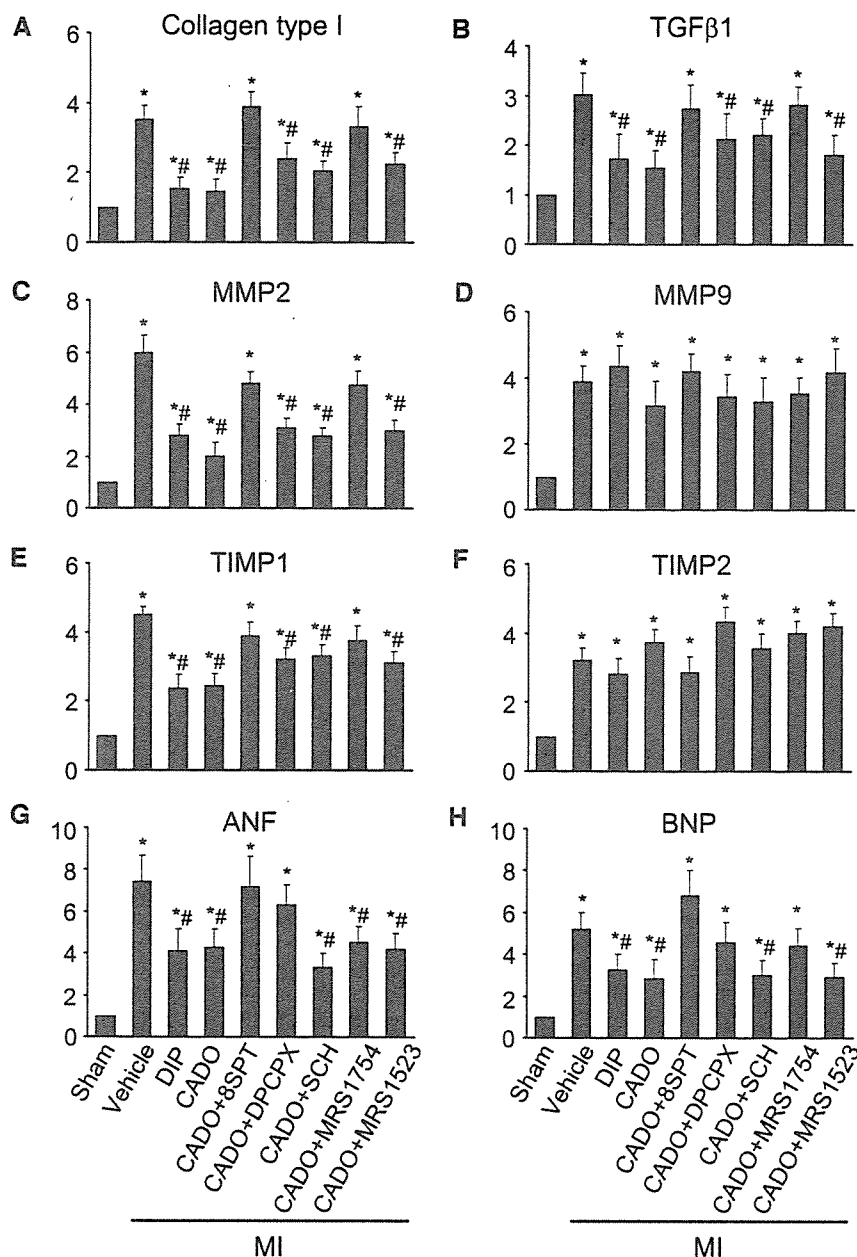 A Collagen type I
6
4
2
0
* *# *# * *# *# * *#
B TGFβ1
4
3
2
1
0
* *# *# * *# *# * *#
C MMP2
8
6
4
2
0
* *# *# * *# *# * *#
D MMP9
6
4
2
0
* * * * * * * *
E TIMP1
6
4
2
0
* *# *# * *# *# * *#
F TIMP2
6
4
2
0
* * * * * * * *
G ANF
10
8
6
4
2
0
* *# *# * * *# *# *#
H BNP
10
8
6
4
2
0
* *# *# * * *# * *#
Sham
Vehicle
DIP
CADO
CADO+8SPT
CADO+DPCPX
CADO+SCH
CADO+MRS1754
CADO+MRS1523
MI
Sham
Vehicle
DIP
CADO
CADO+8SPT
CADO+DPCPX
CADO+SCH
CADO+MRS1754
CADO+MRS1523
MI